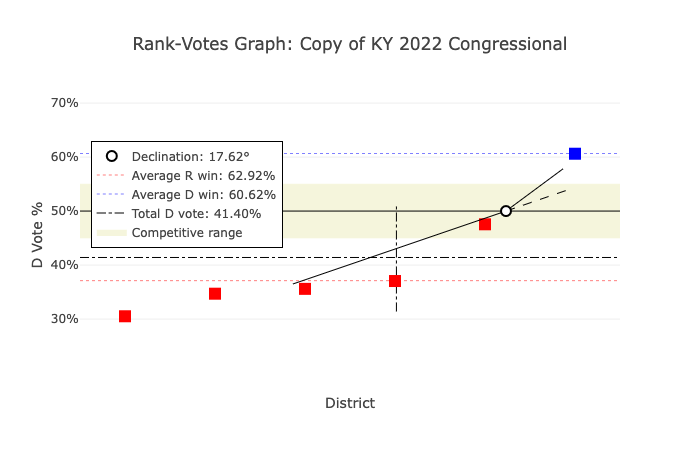 Rank-Votes Graph: Copy of KY 2022 Congressional
D Vote %
70%
60%
50%
40%
30%
Declination: 17.62°
Average R win: 62.92%
Average D win: 60.62%
Total D vote: 41.40%
Competitive range
District